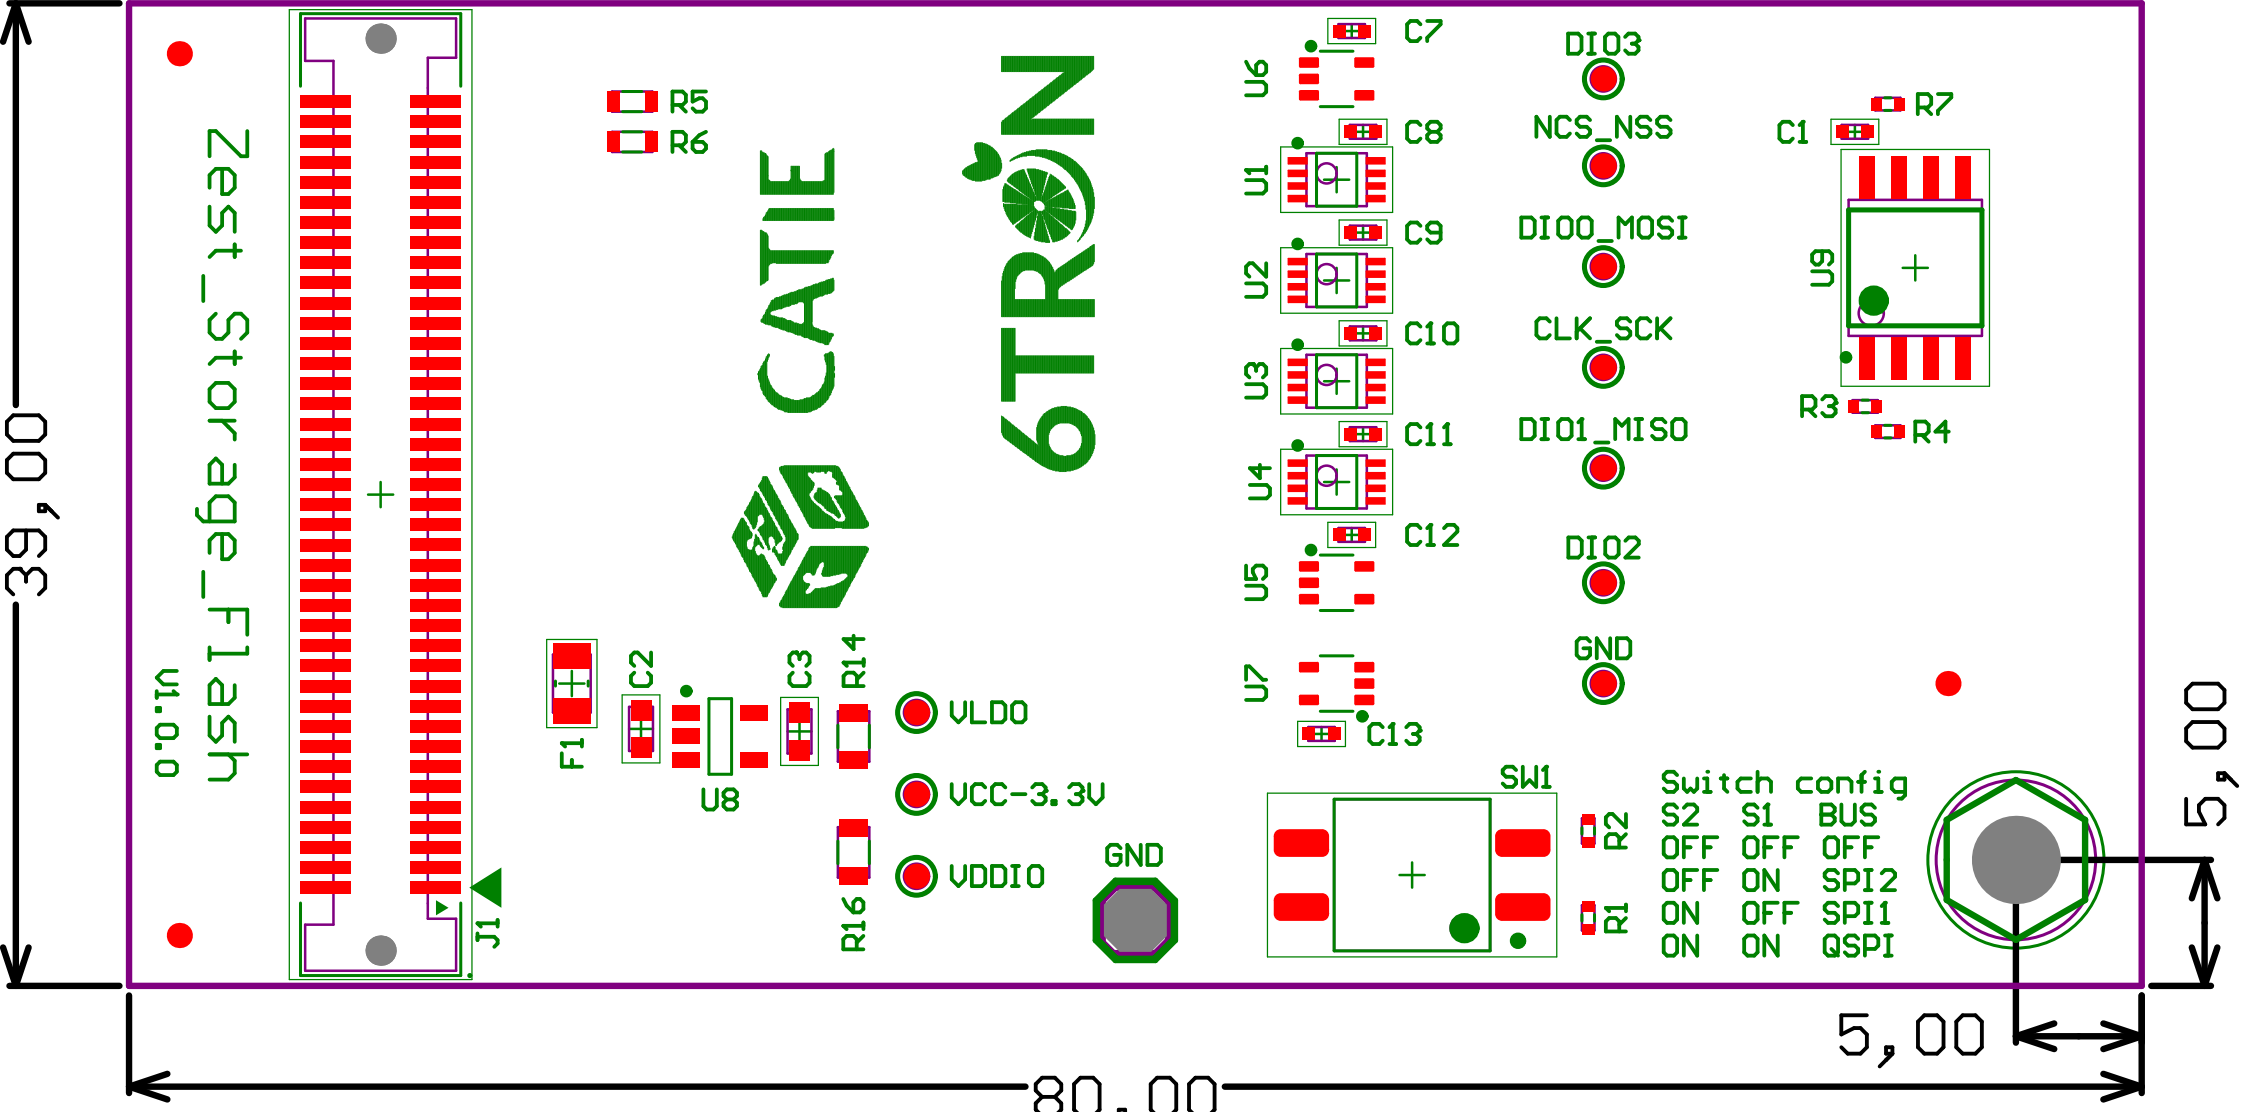 39,00
Zest_Storage_Flash
V1.0.0
J1
R5
R6
CATIE
6TRON
F1
C2
U8
C3
R14
R16
VLDO
VCC-3.3V
VDDIO
GND
C7
U6
C8
U1
C9
U2
C10
U3
C11
U4
C12
U5
U7
C13
DIO3
NCS_NSS
DIO0_MOSI
CLK_SCK
DIO1_MISO
DIO2
GND
R7
C1
U9
R3
R4
SW1
R2
R1
Switch config
S2 S1 BUS
OFF OFF OFF
OFF ON SPI2
ON OFF SPI1
ON ON QSPI
5,00
5,00
80,00